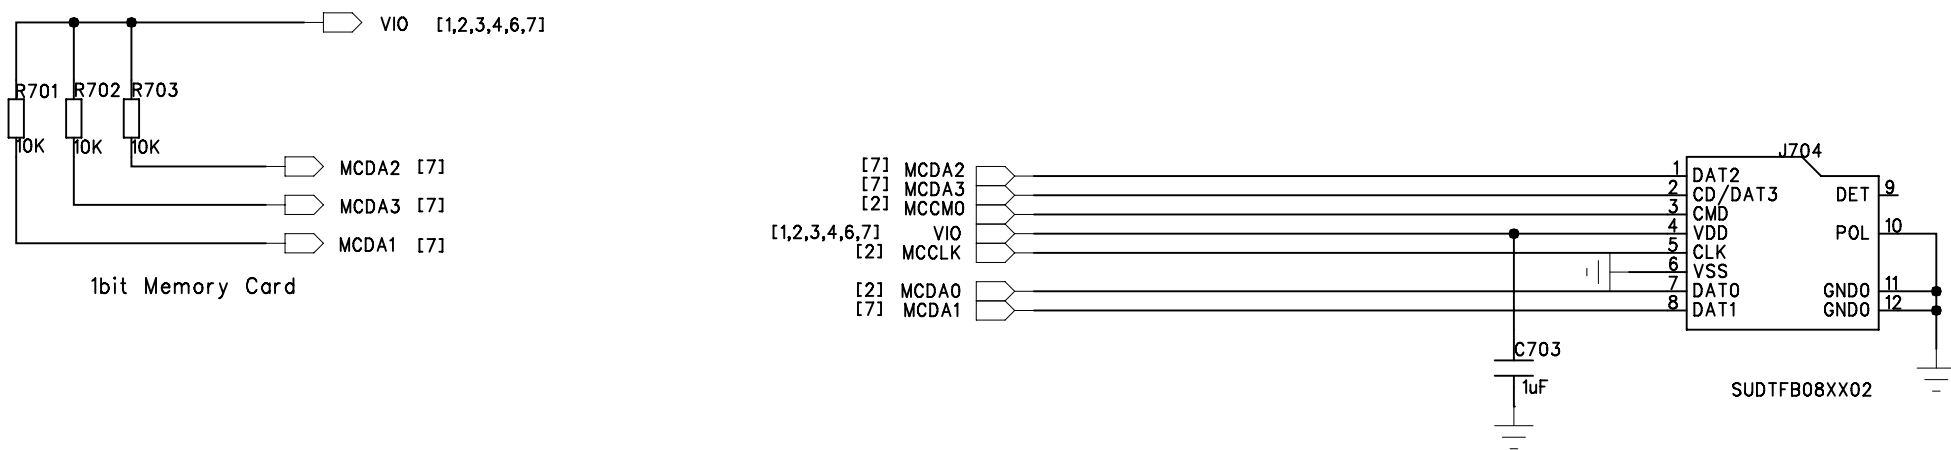 VIO [1,2,3,4,6,7]
R701 R702 R703
10K 10K 10K
MCDA2 [7]
MCDA3 [7]
MCDA1 [7]
1bit Memory Card
J704
[7] MCDA2 1 DAT2
[7] MCDA3 2 CD/DAT3 DET 9
[2] MCCM0 3 CMD
[1,2,3,4,6,7] VIO 4 VDD POL 10
[2] MCCLK 5 CLK
6 VSS
[2] MCDA0 7 DAT0 GND0 11
[7] MCDA1 8 DAT1 GND0 12
C703
1uF
SUDTFB08XX02